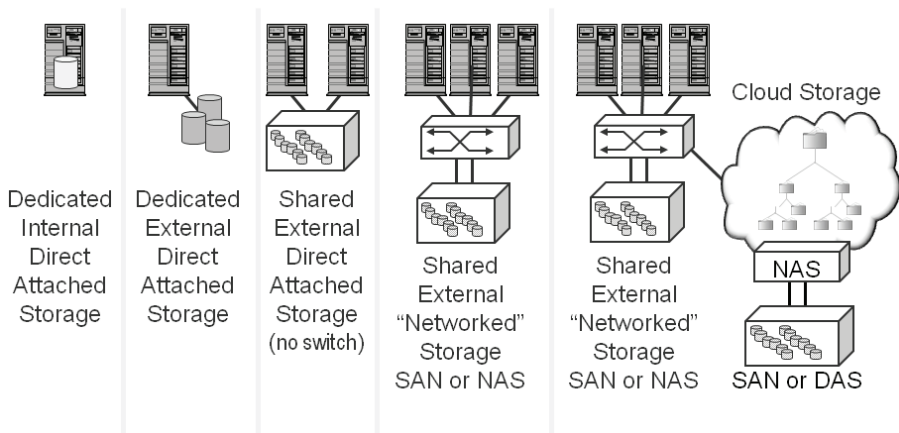 Dedicated
Internal
Direct
Attached
Storage
Dedicated
External
Direct
Attached
Storage
Shared
External
Direct
Attached
Storage
(no switch)
Shared
External
“Networked”
Storage
SAN or NAS
Shared
External
“Networked”
Storage
SAN or NAS
Cloud Storage
NAS
SAN or DAS